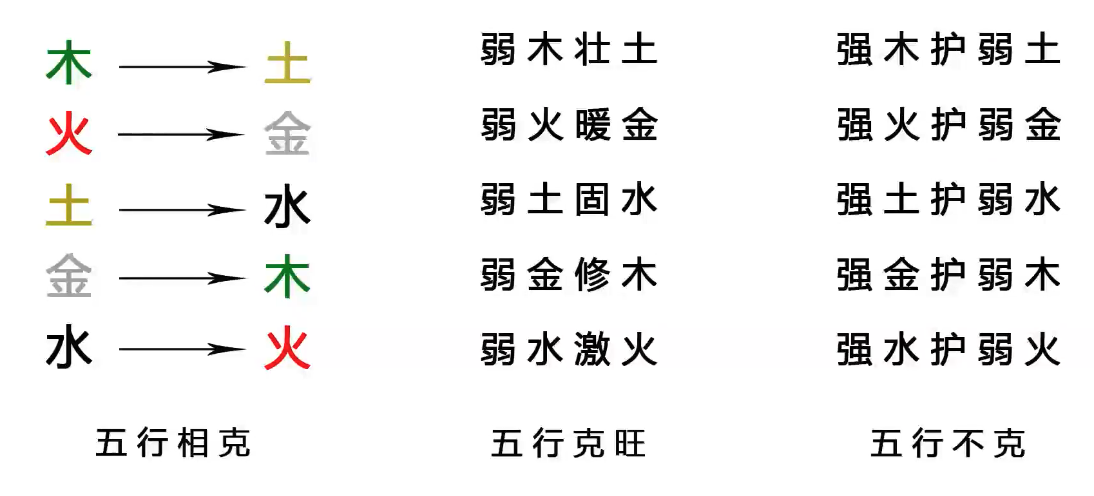 木 土 弱木壮土 强木护弱土
火 金 弱火暖金 强火护弱金
土 水 弱土固水 强土护弱水
金 木 弱金修木 强金护弱木
水 火 弱水激火 强水护弱火
五行相克 五行克旺 五行不克